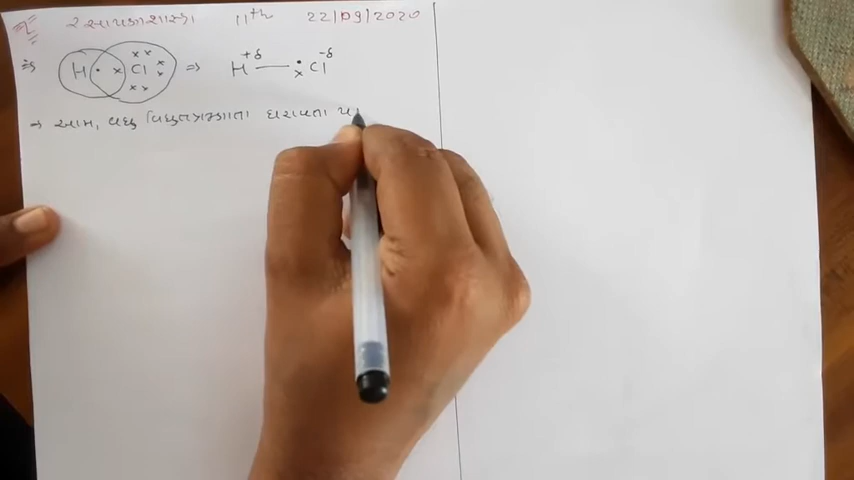 રસાયણશાસ્ત્ર 11th 22/09/2020
⇒ H • × Cl ×× ×× ×× ⇒ H +δ — •× Cl -δ
→ આમ, વધુ વિદ્યુતઋણતા ધરાવતા